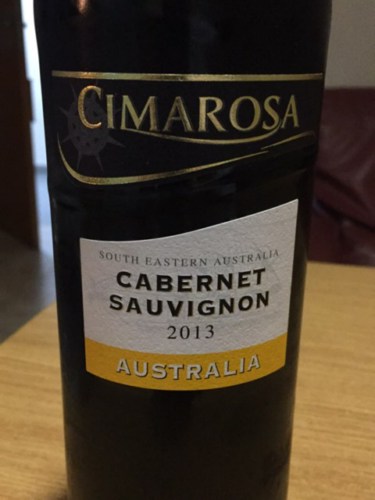 CIMAROSA
SOUTH EASTERN AUSTRALIA
CABERNET
SAUVIGNON
2013
AUSTRALIA